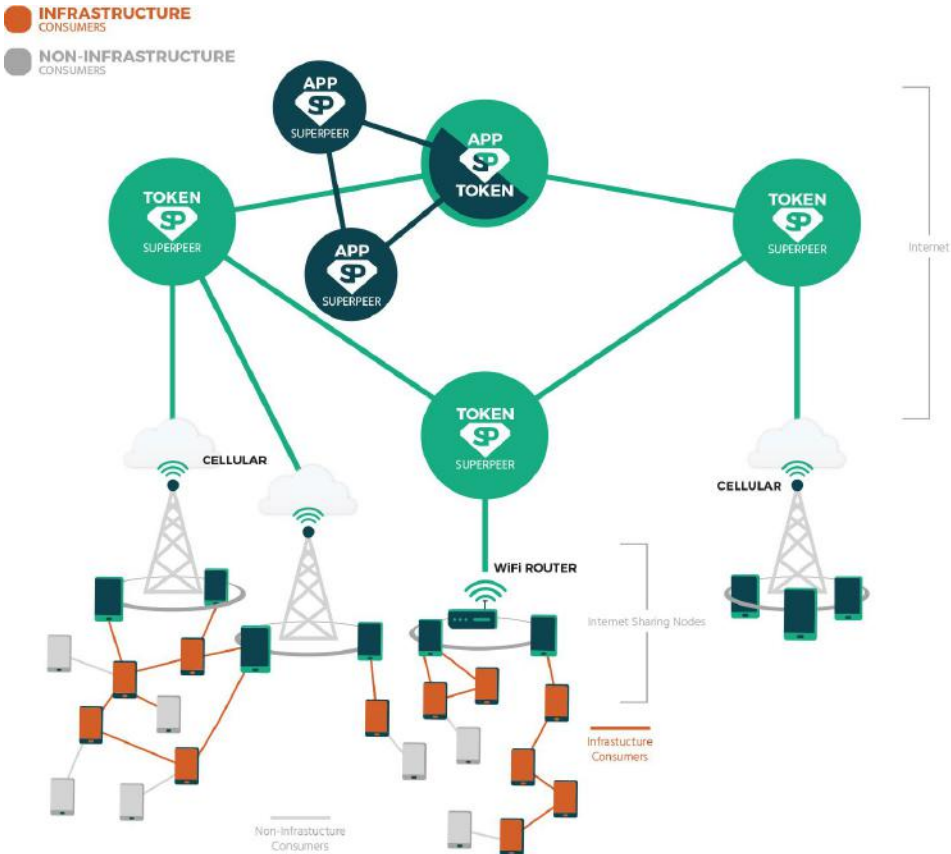 INFRASTRUCTURE
CONSUMERS
NON-INFRASTRUCTURE
CONSUMERS
APP
SP
SUPERPEER
APP
SP
TOKEN
TOKEN
SP
SUPERPEER
TOKEN
SP
SUPERPEER
APP
SP
SUPERPEER
Internet
TOKEN
SP
SUPERPEER
CELLULAR
CELLULAR
WiFi ROUTER
Internet Sharing Nodes
Infrastucture
Consumers
Non-Infrastucture
Consumers